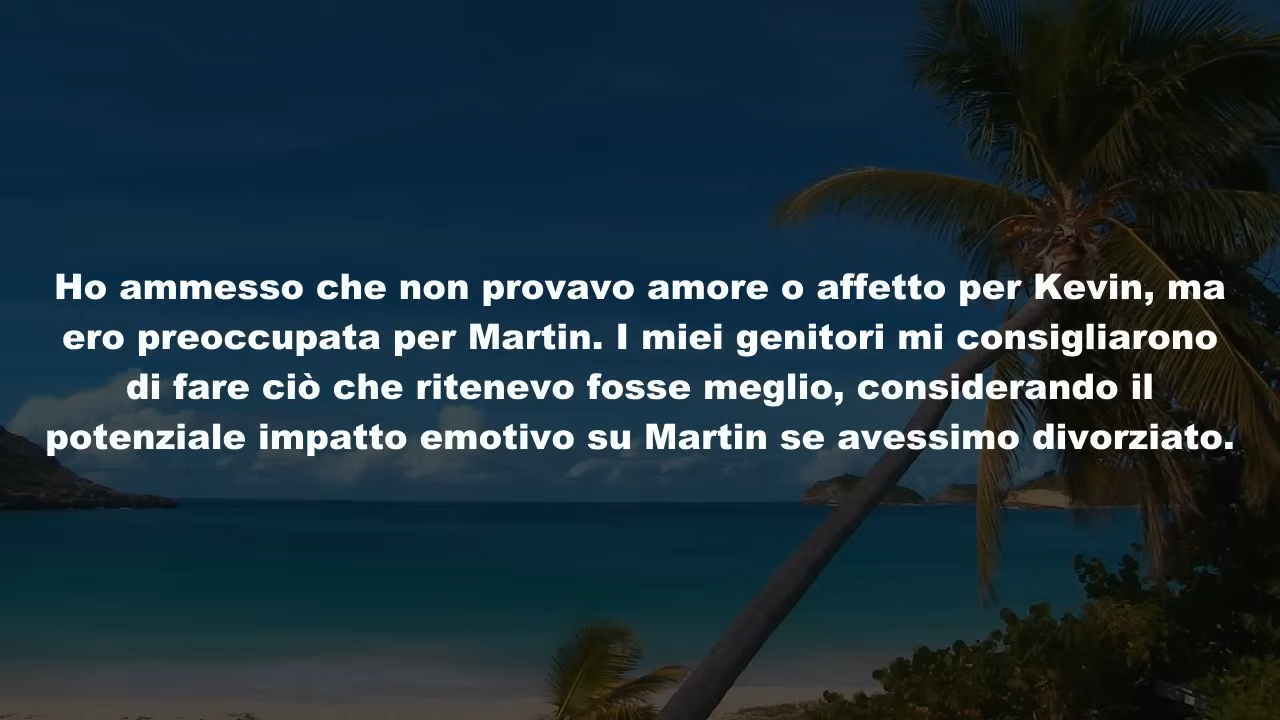 Ho ammesso che non provavo amore o affetto per Kevin, ma
ero preoccupata per Martin. I miei genitori mi consigliarono
di fare ciò che ritenevo fosse meglio, considerando il
potenziale impatto emotivo su Martin se avessimo divorziato.